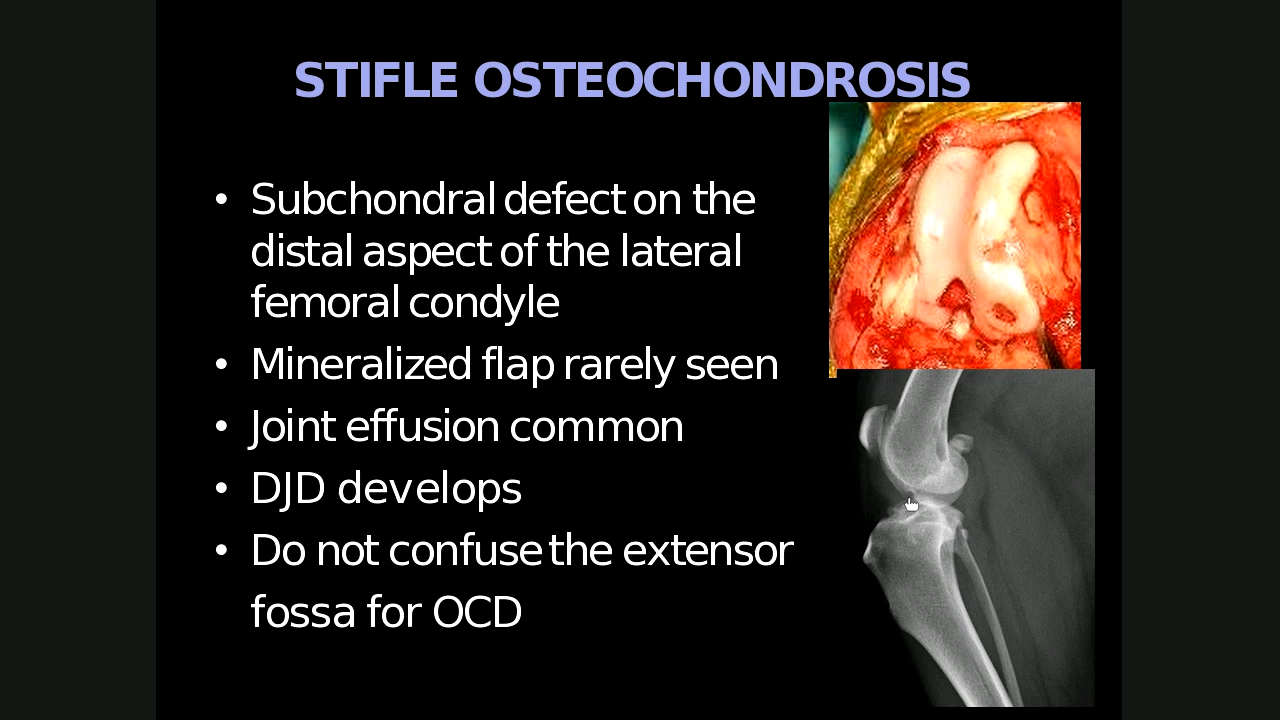 STIFLE OSTEOCHONDROSIS
• Subchondral defect on the
distal aspect of the lateral
femoral condyle
• Mineralized flap rarely seen
• Joint effusion common
• DJD develops
• Do not confuse the extensor
fossa for OCD